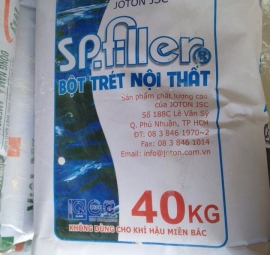 JOTON JSC
SP.filler®
BỘT TRÉT NỘI THẤT
Sản phẩm chất lượng cao
của JOTON JSC
Số 188C Lê Văn Sỹ
Q. Phú Nhuận, TP HCM
ĐT: 08 3 846 1970~2
Fax: 08 3 846 1014
Email: info@joton.com.vn
40KG
KHÔNG DÙNG CHO KHÍ HẬU MIỀN BẮC